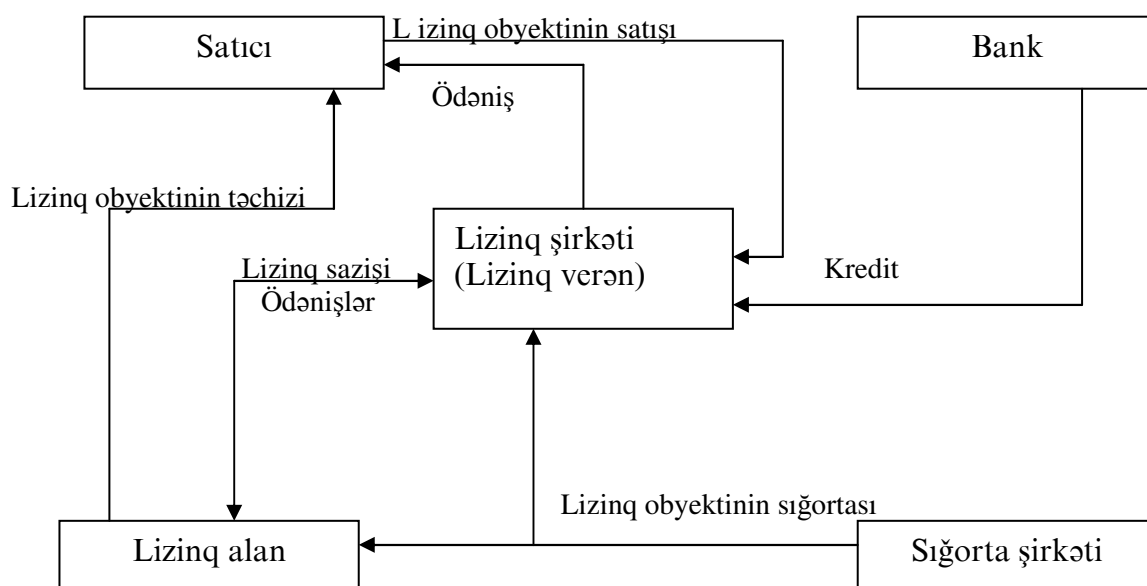 Satıcı
L izinq obyektinin satışı
Bank
Ödəniş
Lizinq obyektinin təchizi
Lizinq şirkəti
(Lizinq verən)
Kredit
Lizinq sazişi
Ödənişlər
Lizinq obyektinin sığortası
Lizinq alan
Sığorta şirkəti